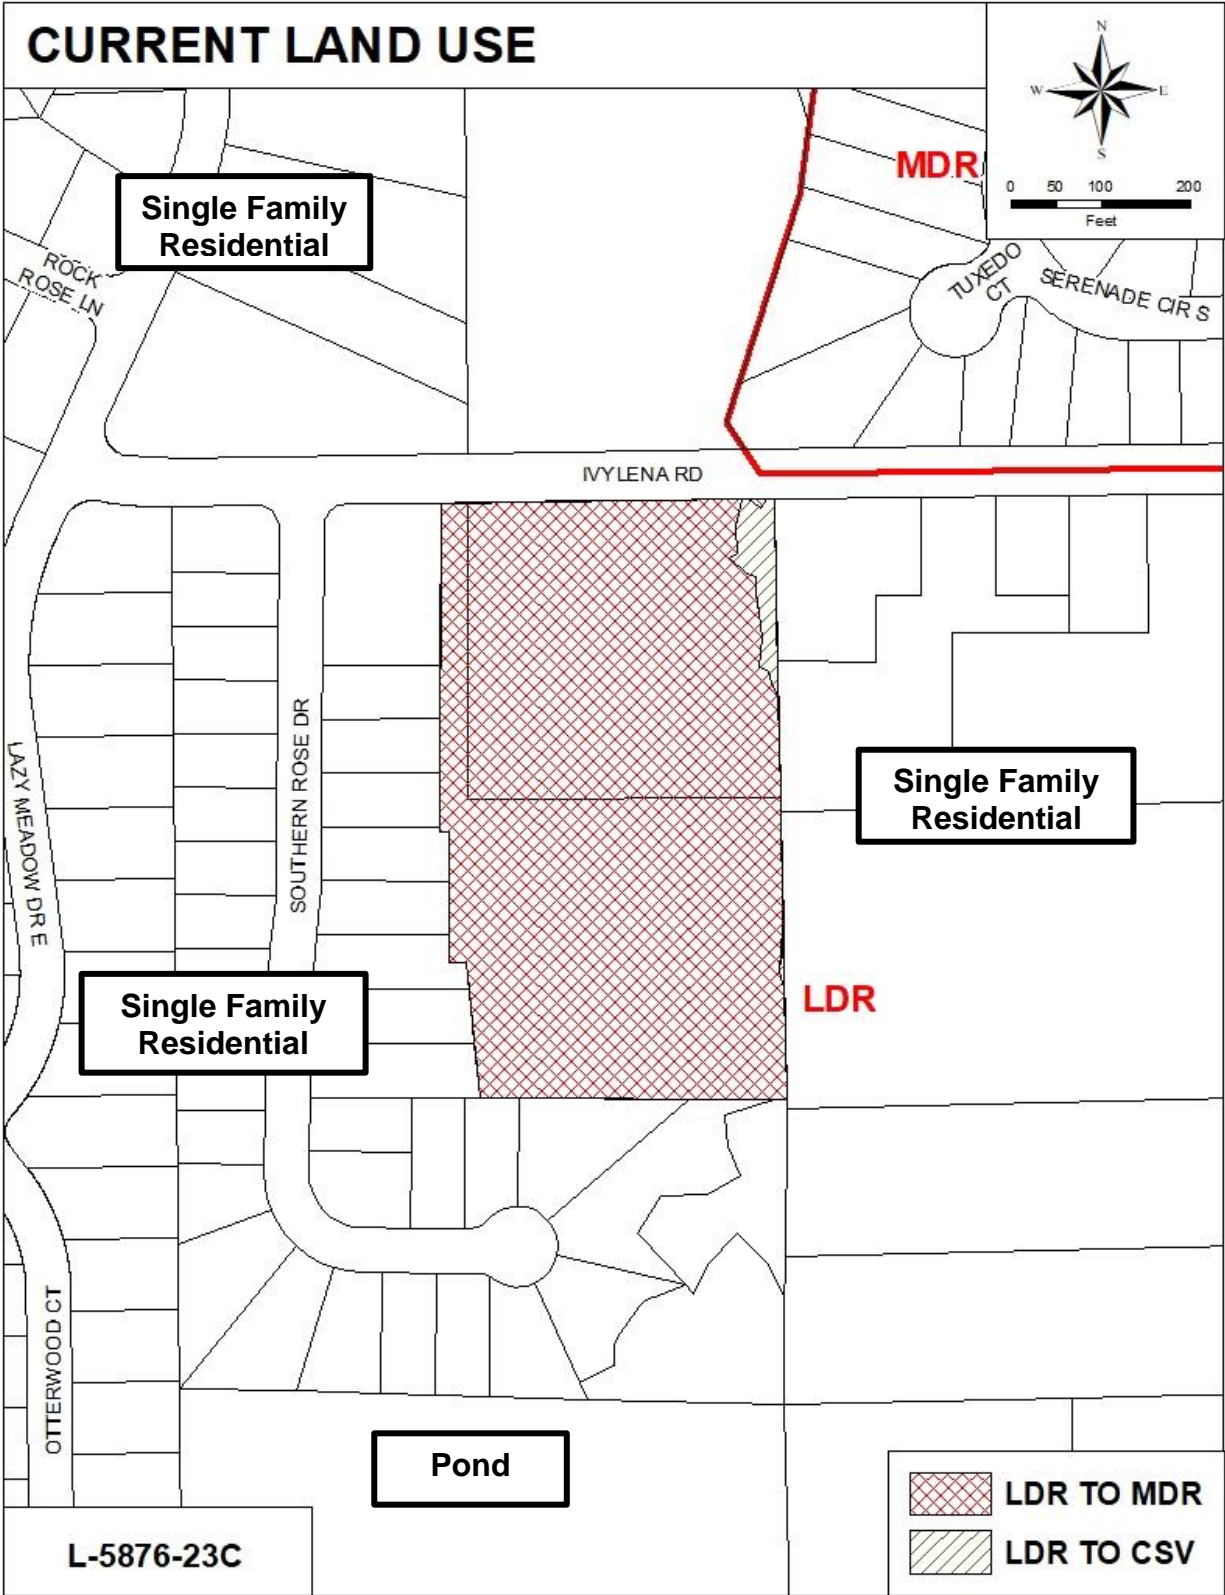 CURRENT LAND USE
N
W
E
S
0 50 100 200
Feet
MDR
Single Family
Residential
ROCK
ROSE LN
TUXEDO
CT
SERENADE CIR S
IVYLENA RD
SOUTHERN ROSE DR
LAZY MEADOW DR E
Single Family
Residential
Single Family
Residential
LDR
OTTERWOOD CT
Pond
LDR TO MDR
LDR TO CSV
L-5876-23C